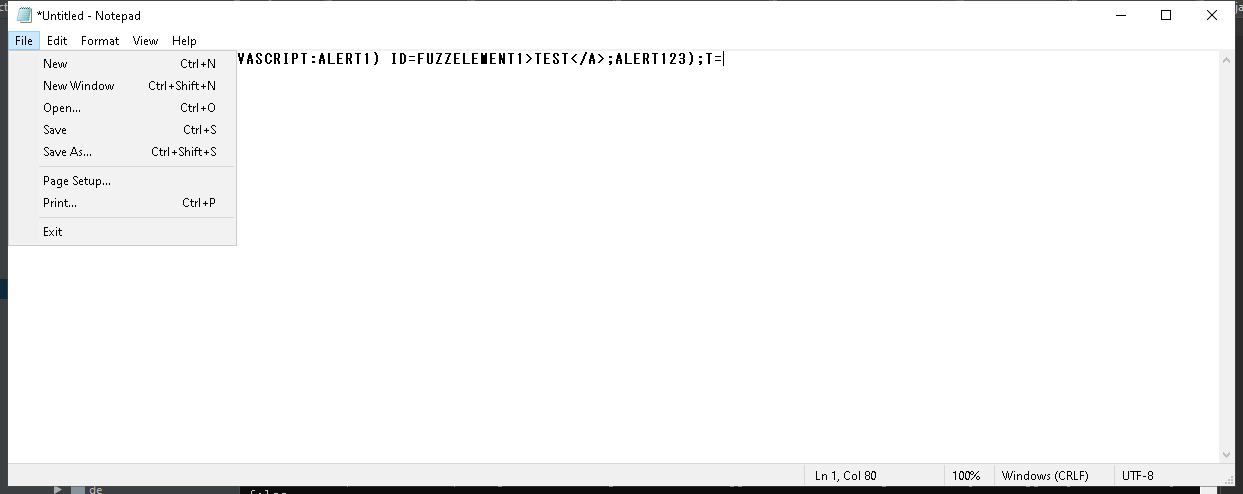 *Untitled - Notepad
File Edit Format View Help
VASCRIPT:ALERT1) ID=FUZZELEMENT1>TEST</A>;ALERT123);T=
New Ctrl+N
New Window Ctrl+Shift+N
Open... Ctrl+O
Save Ctrl+S
Save As... Ctrl+Shift+S
Page Setup...
Print... Ctrl+P
Exit
Ln 1, Col 80 100% Windows (CRLF) UTF-8
de